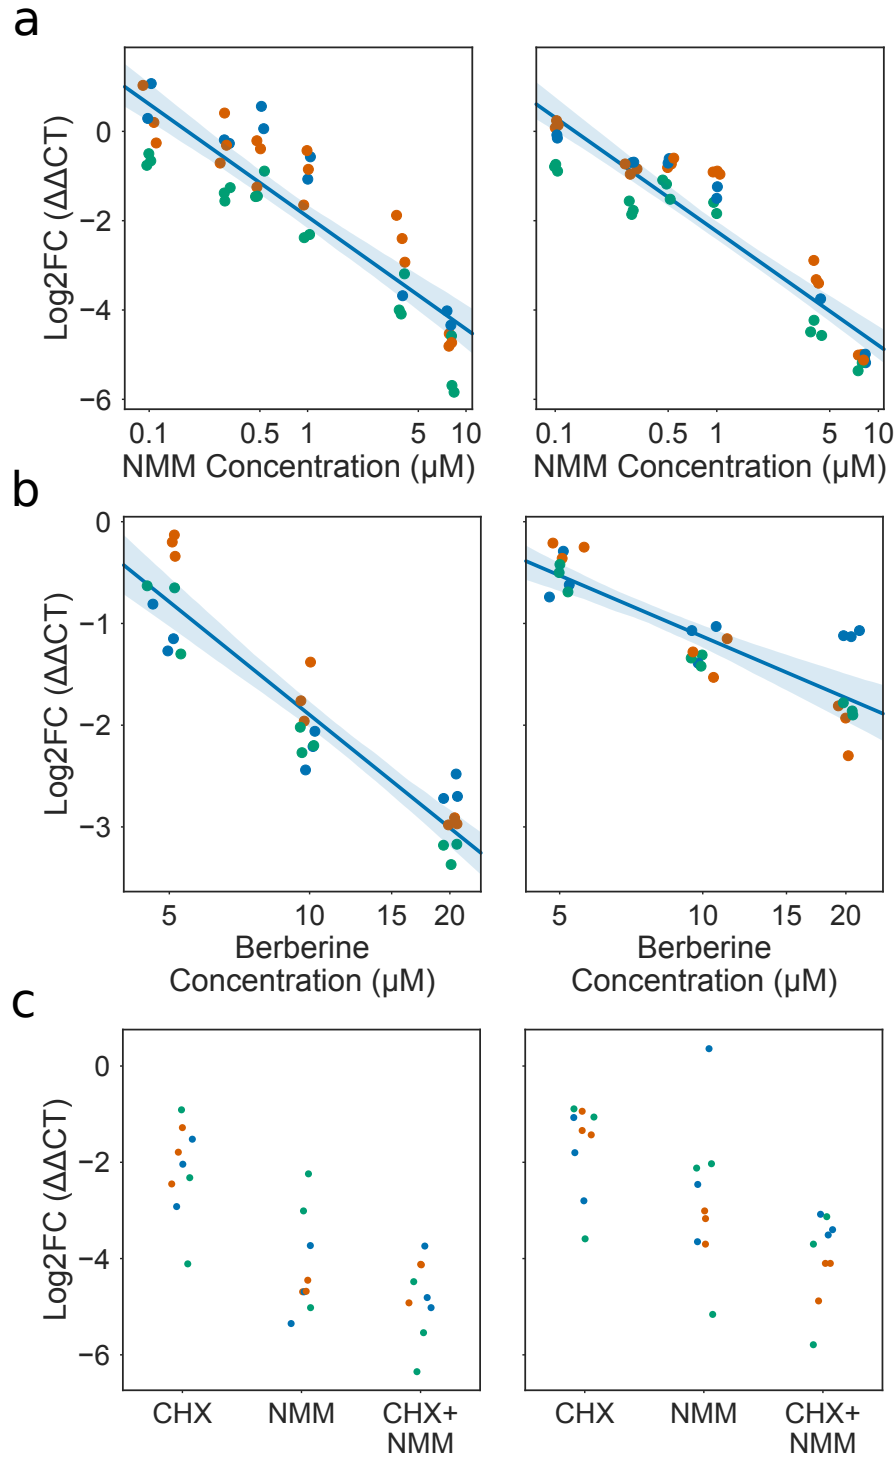 a
Log2FC (ΔΔCT)
0
−2
−4
−6
0.1 0.5 1 5 10
NMM Concentration (µM)
0.1 0.5 1 5 10
NMM Concentration (µM)
b
Log2FC (ΔΔCT)
0
−1
−2
−3
5 10 15 20
Berberine
Concentration (µM)
5 10 15 20
Berberine
Concentration (µM)
c
Log2FC (ΔΔCT)
0
−2
−4
−6
CHX NMM CHX+
NMM
CHX NMM CHX+
NMM